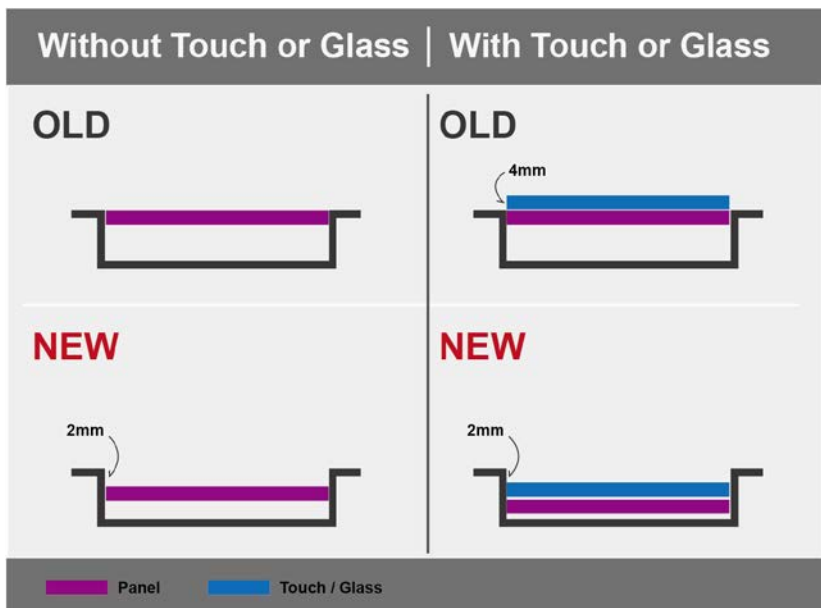 Without Touch or Glass | With Touch or Glass
OLD
OLD
4mm
NEW
NEW
2mm
2mm
Panel
Touch / Glass